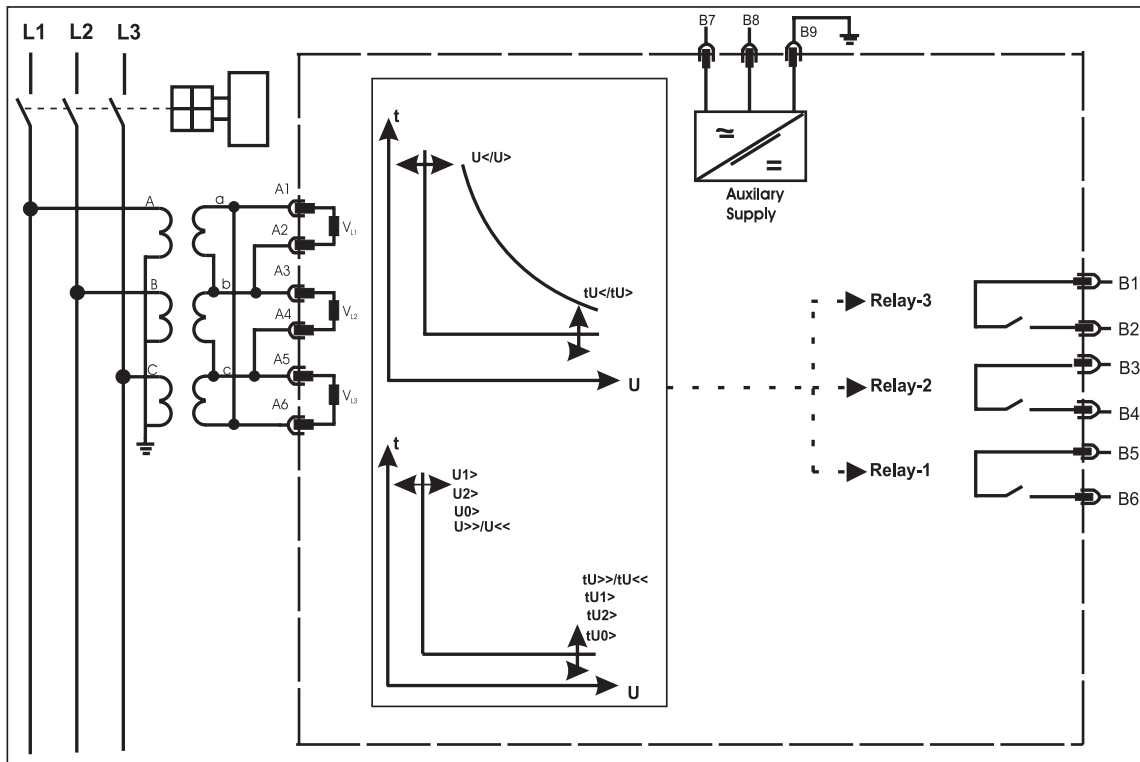 L1 L2 L3
B7 B8 B9
t
U</U>
tU</tU>
U
≃
=
Auxilary
Supply
A a A1
VL1
A2
A3
B b
VL2
A4
A5
C c
VL3
A6
Relay-3
Relay-2
Relay-1
B1
B2
B3
B4
B5
B6
t
U1>
U2>
U0>
U>>/U<<
tU>>/tU<<
tU1>
tU2>
tU0>
U